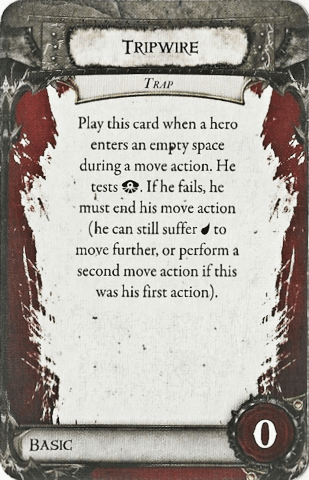 Tripwire
Trap
Play this card when a hero
enters an empty space
during a move action. He
tests . If he fails, he
must end his move action
(he can still suffer to
move further, or perform a
second move action if this
was his first action).
Basic
0